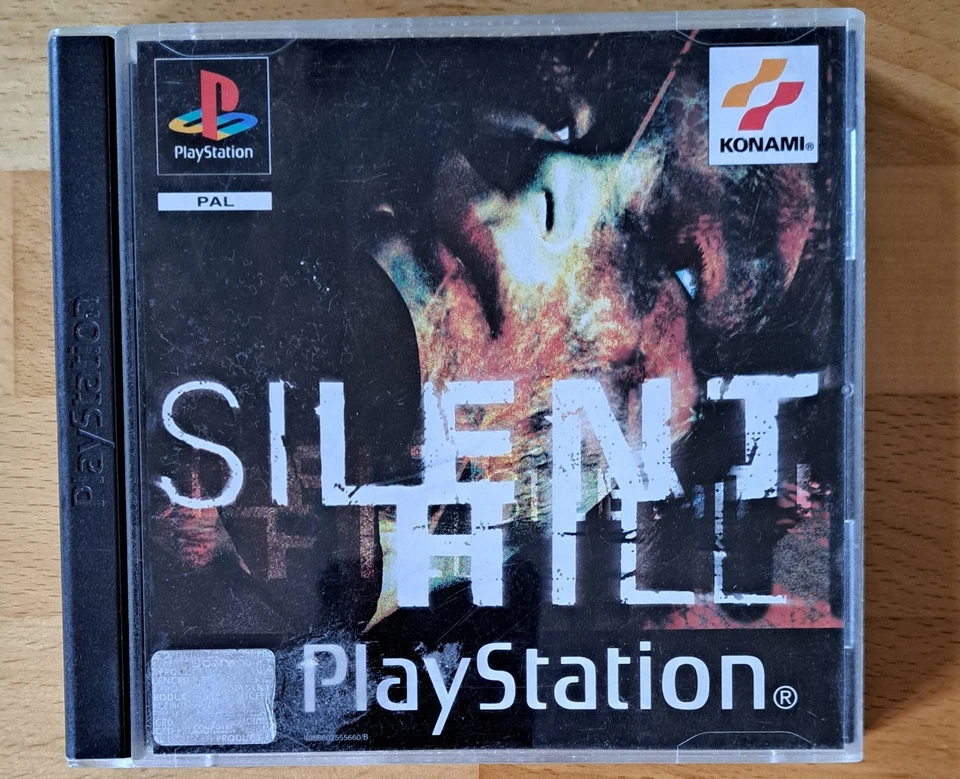 PlayStation
PlayStation
PAL
KONAMI®
SILENT
HILL
PlayStation®